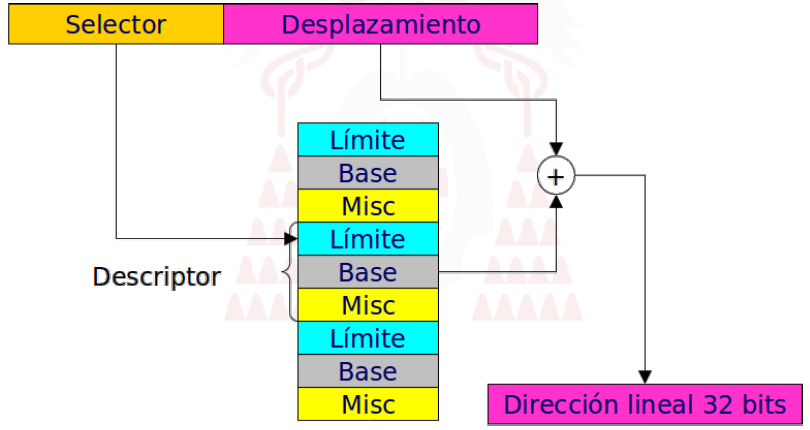 Selector
Desplazamiento
Límite
Base
Misc
+
Límite
Descriptor
Base
Misc
Límite
Base
Misc
Dirección lineal 32 bits